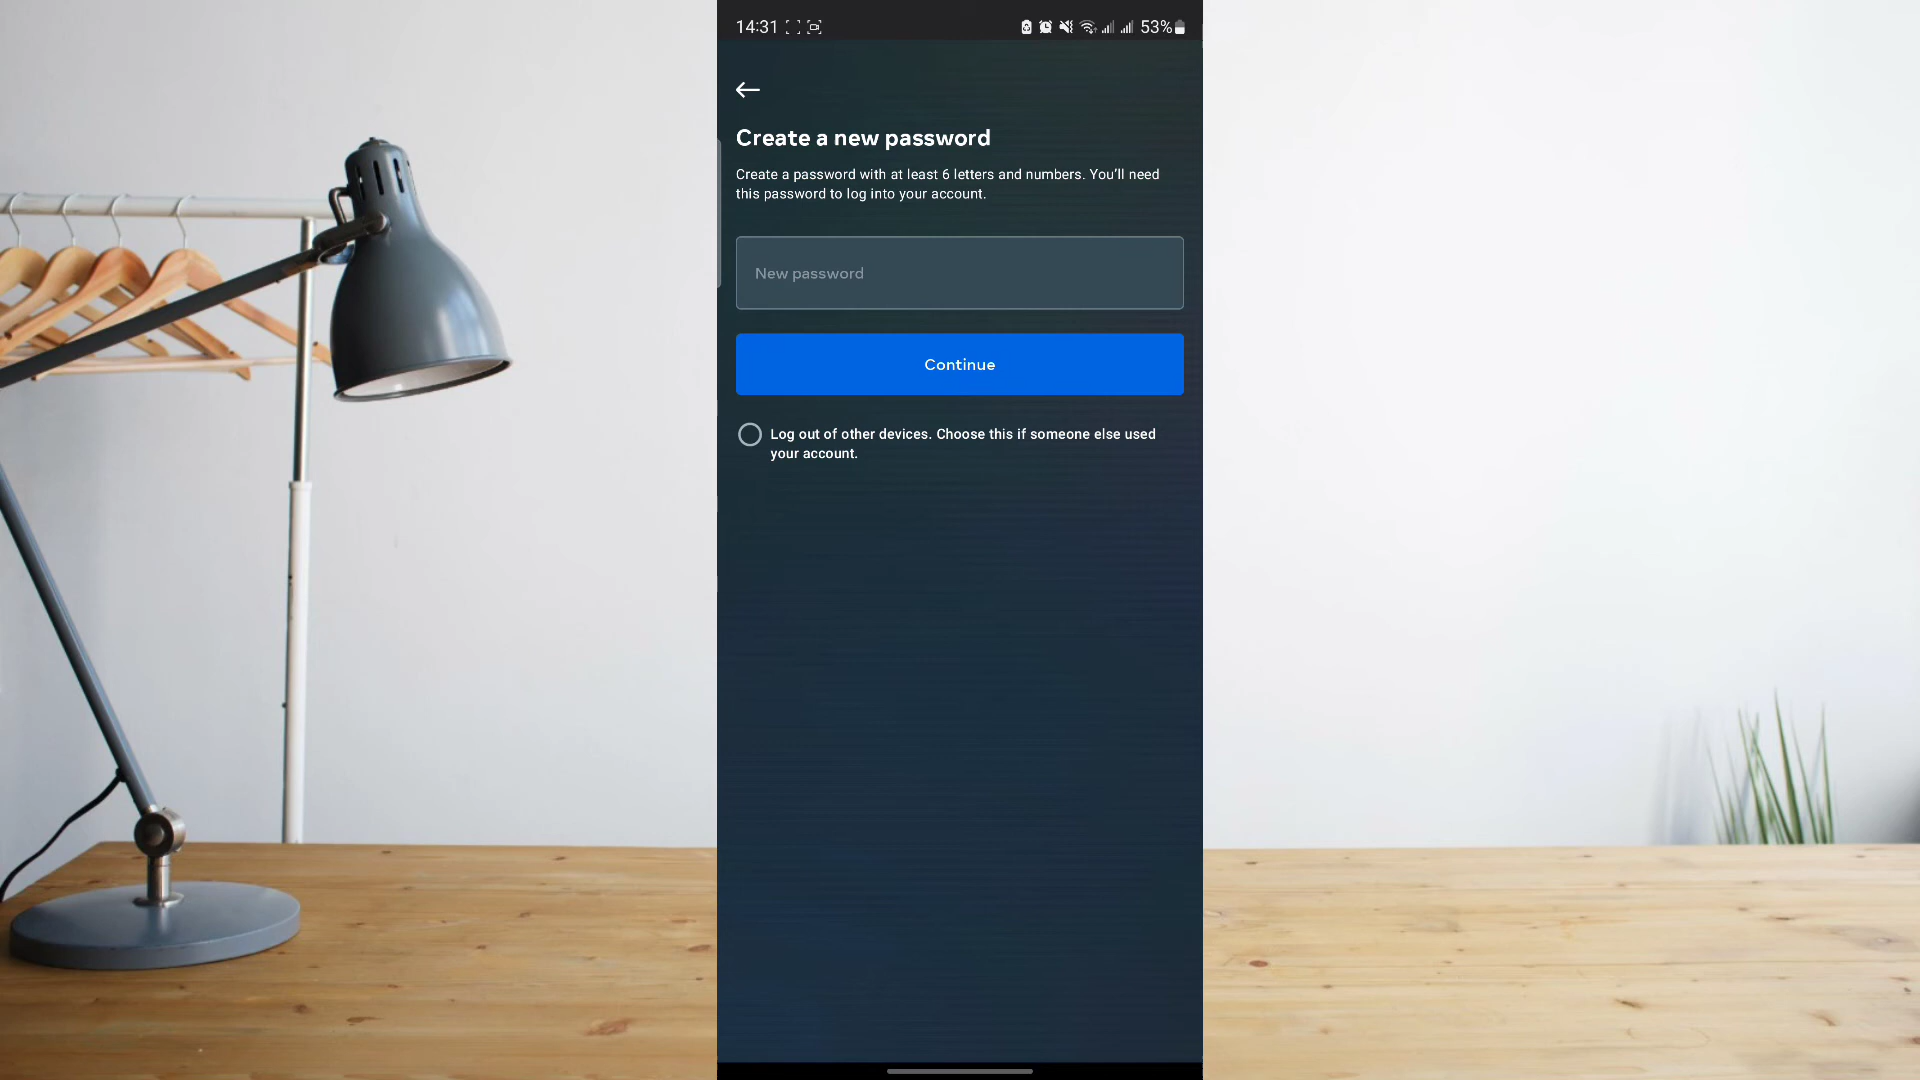 14:31
53%
Create a new password
Create a password with at least 6 letters and numbers. You'll need
this password to log into your account.
New password
Continue
Log out of other devices. Choose this if someone else used
your account.